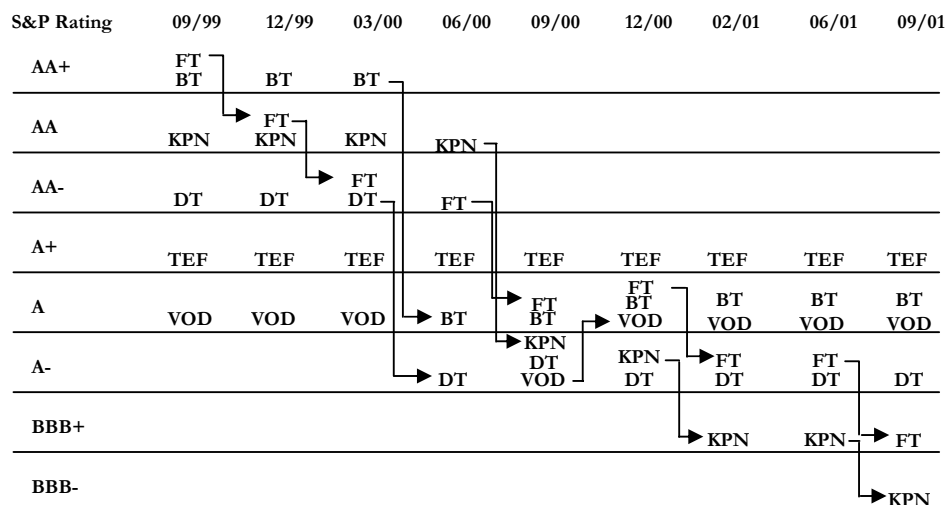 S&P Rating 09/99 12/99 03/00 06/00 09/00 12/00 02/01 06/01 09/01
FT
AA+
BT BT BT
FT
AA
KPN KPN KPN KPN
FT
AA-
DT DT DT FT
A+
TEF TEF TEF TEF TEF TEF TEF TEF TEF
FT
A FT BT BT BT BT
VOD VOD VOD BT BT VOD VOD VOD VOD
KPN
A- DT KPN FT FT
DT VOD DT DT DT DT
BBB+
KPN KPN FT
BBB-
KPN